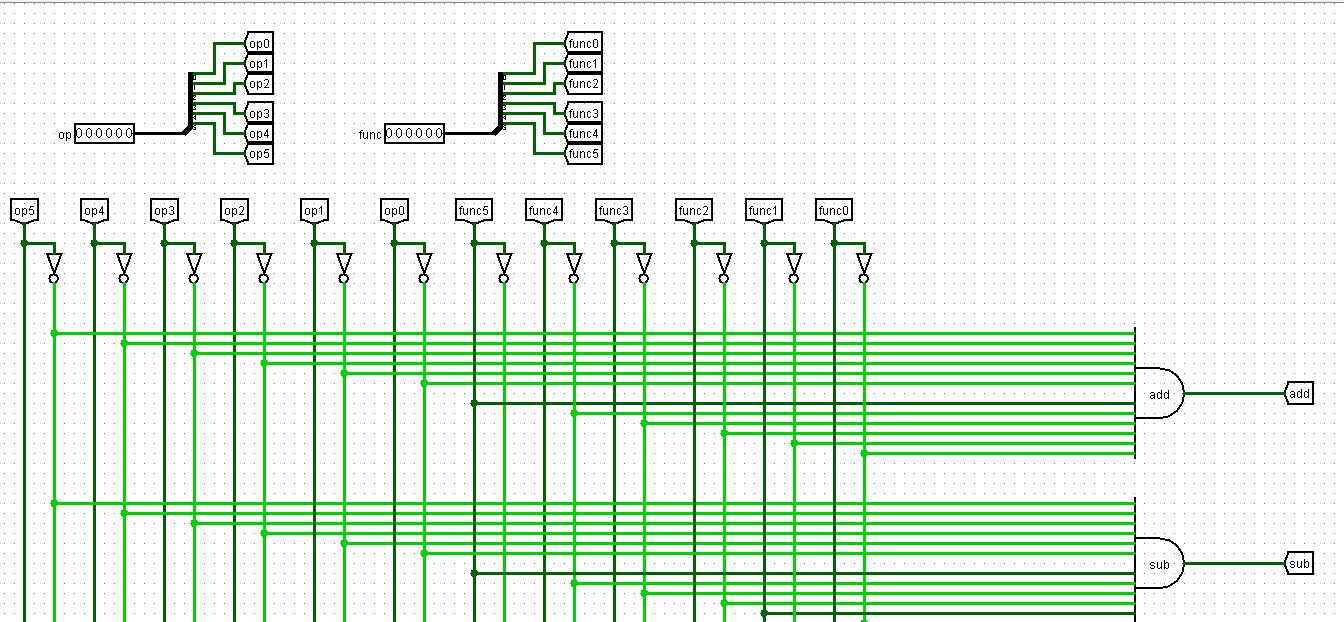 op0
op1
op2
op3
op4
op5
op 000000
func0
func1
func2
func3
func4
func5
func 000000
op5 op4 op3 op2 op1 op0 func5 func4 func3 func2 func1 func0
add add
sub sub